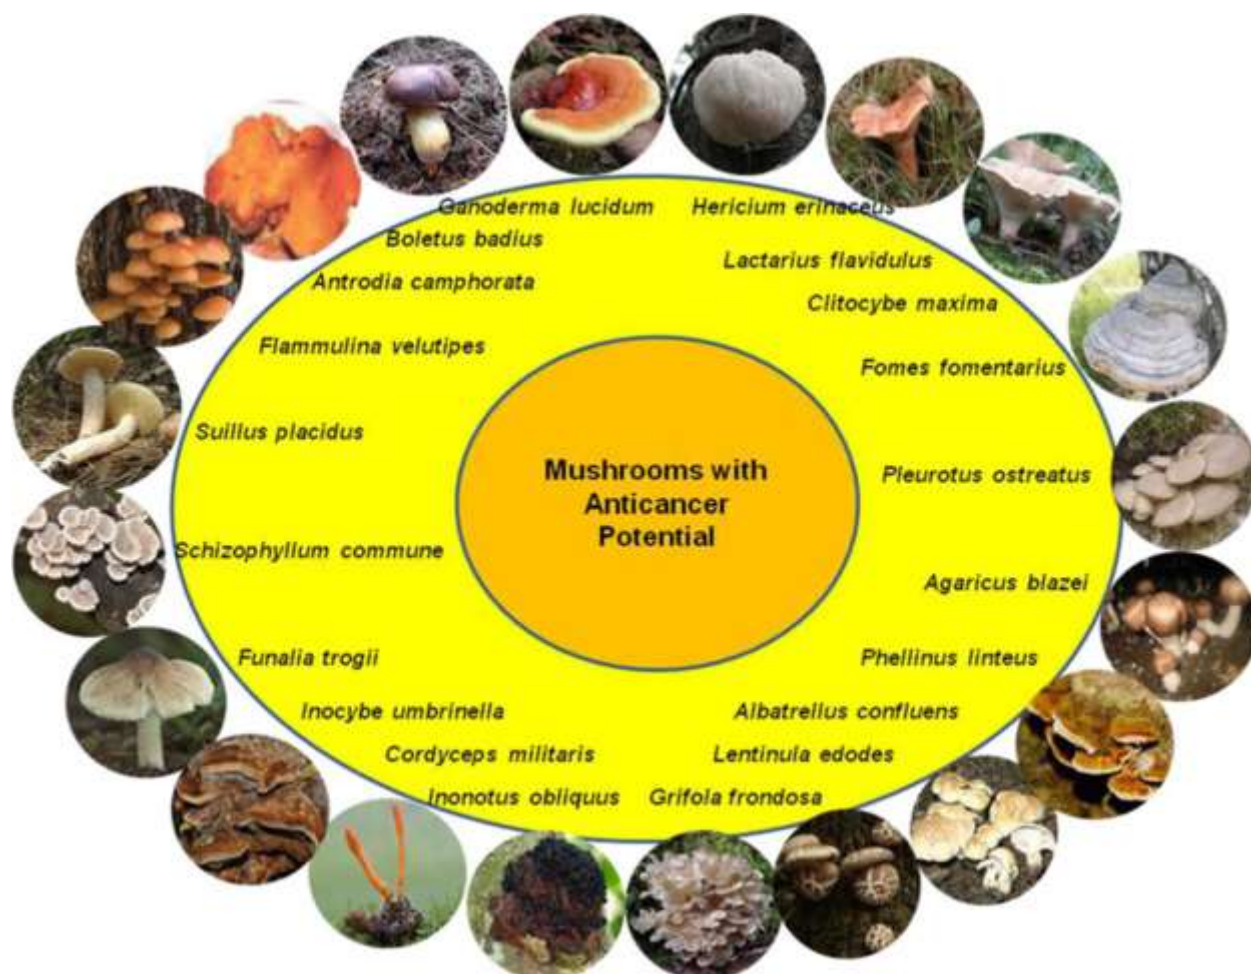 Ganoderma lucidum
Hericium erinaceus
Boletus badius
Lactarius flavidulus
Antrodia camphorata
Clitocybe maxima
Flammulina velutipes
Fomes fomentarius
Suillus placidus
Mushrooms with
Anticancer
Potential
Pleurotus ostreatus
Schizophyllum commune
Agaricus blazei
Funalia trogii
Phellinus linteus
Inocybe umbrinella
Albatrellus confluens
Cordyceps militaris
Lentinula edodes
Inonotus obliquus
Grifola frondosa